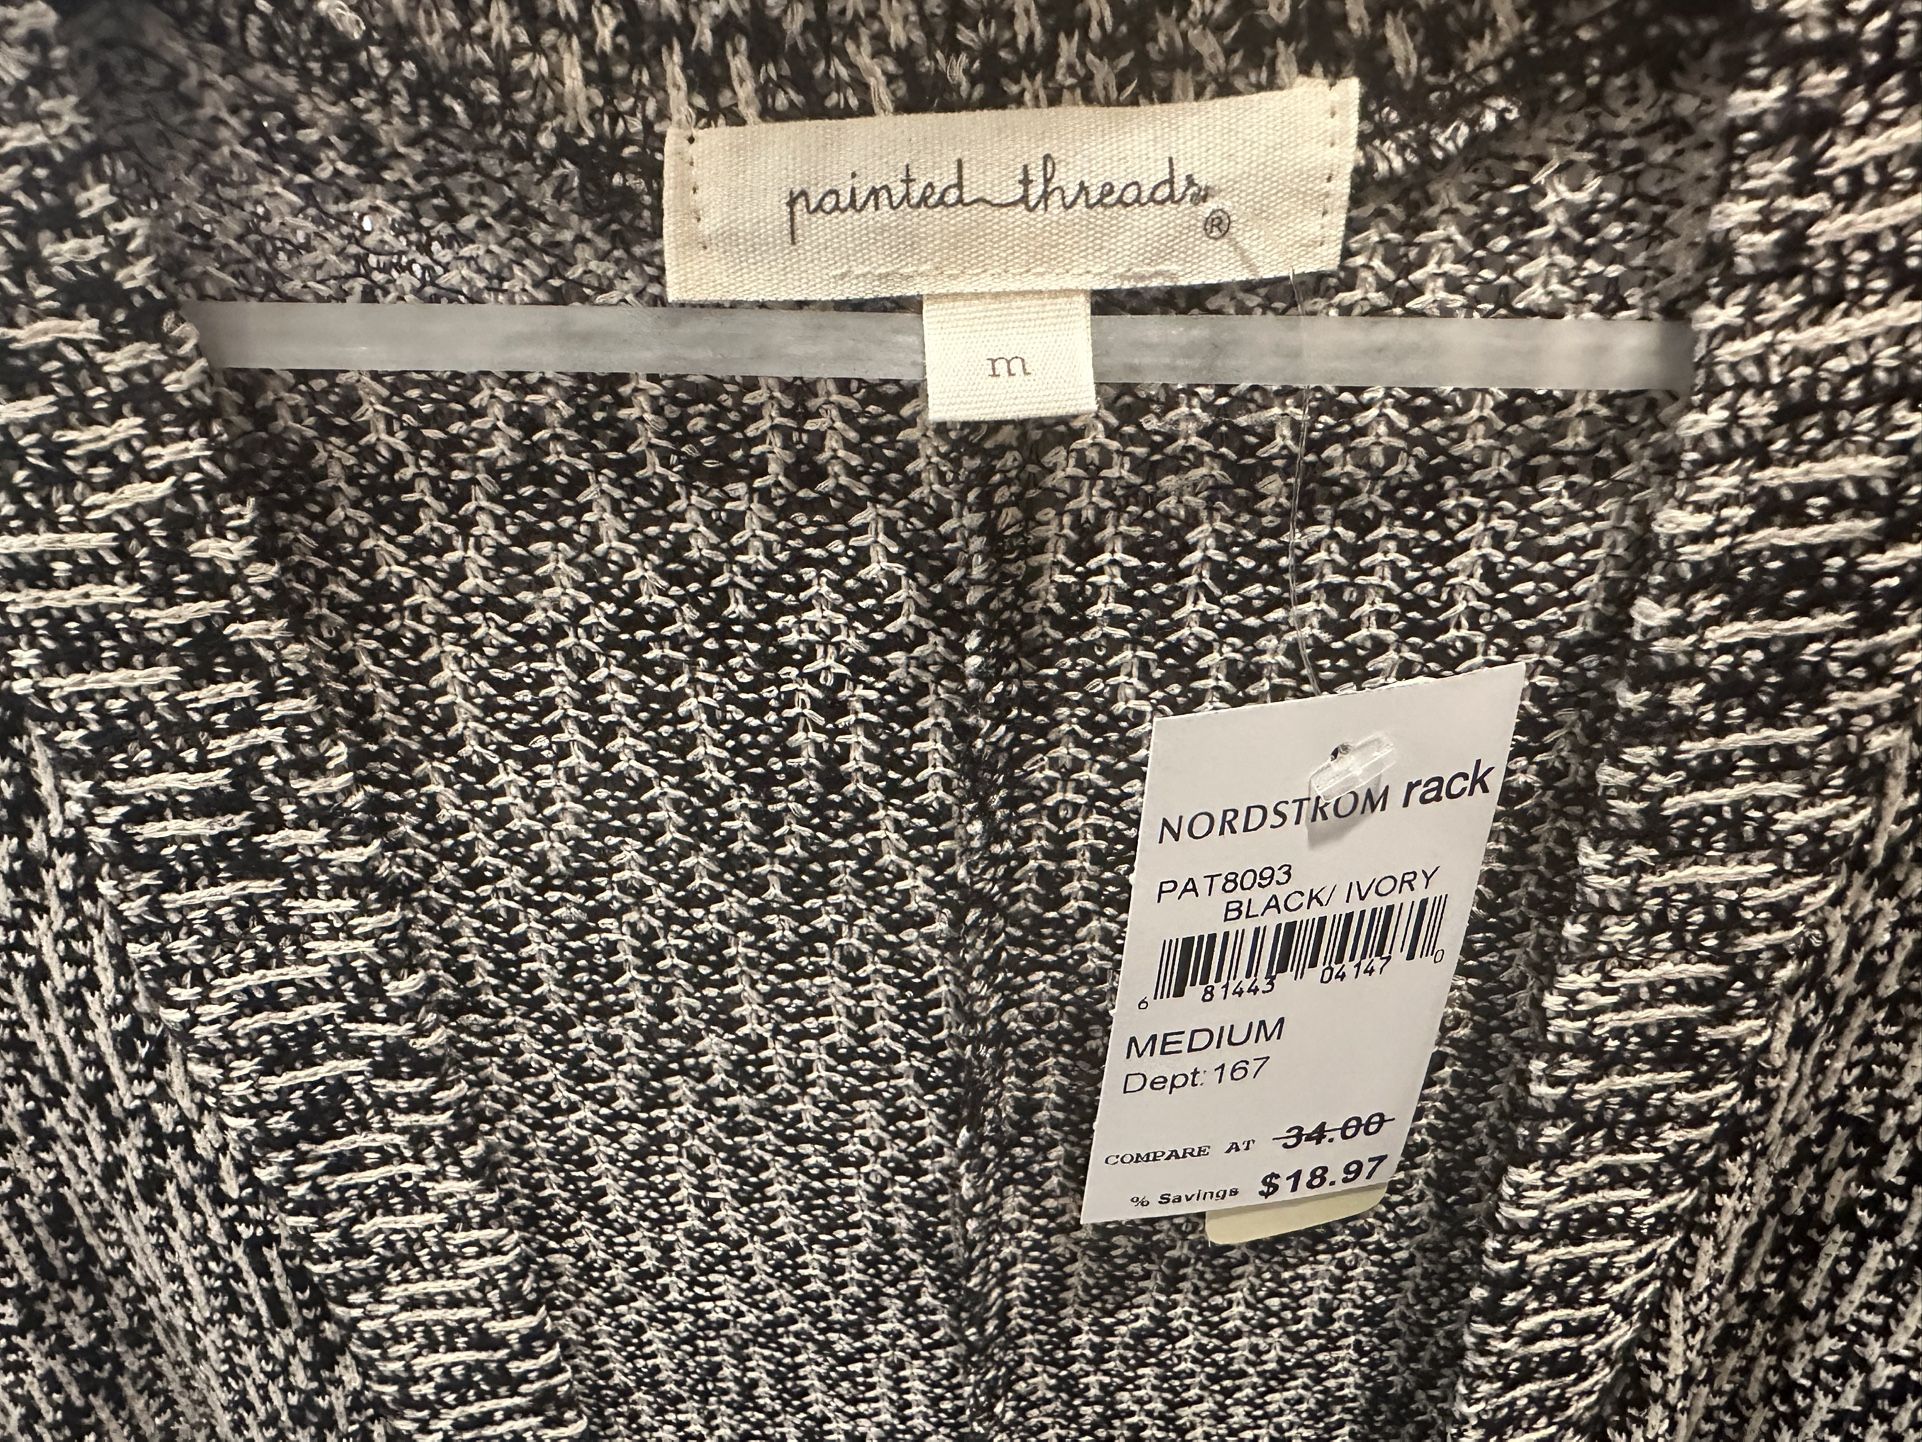 painted threads®
m
NORDSTROM rack
PAT8093
BLACK/ IVORY
6 81443 04147 0
MEDIUM
Dept: 167
COMPARE AT 34.00
% Savings $18.97